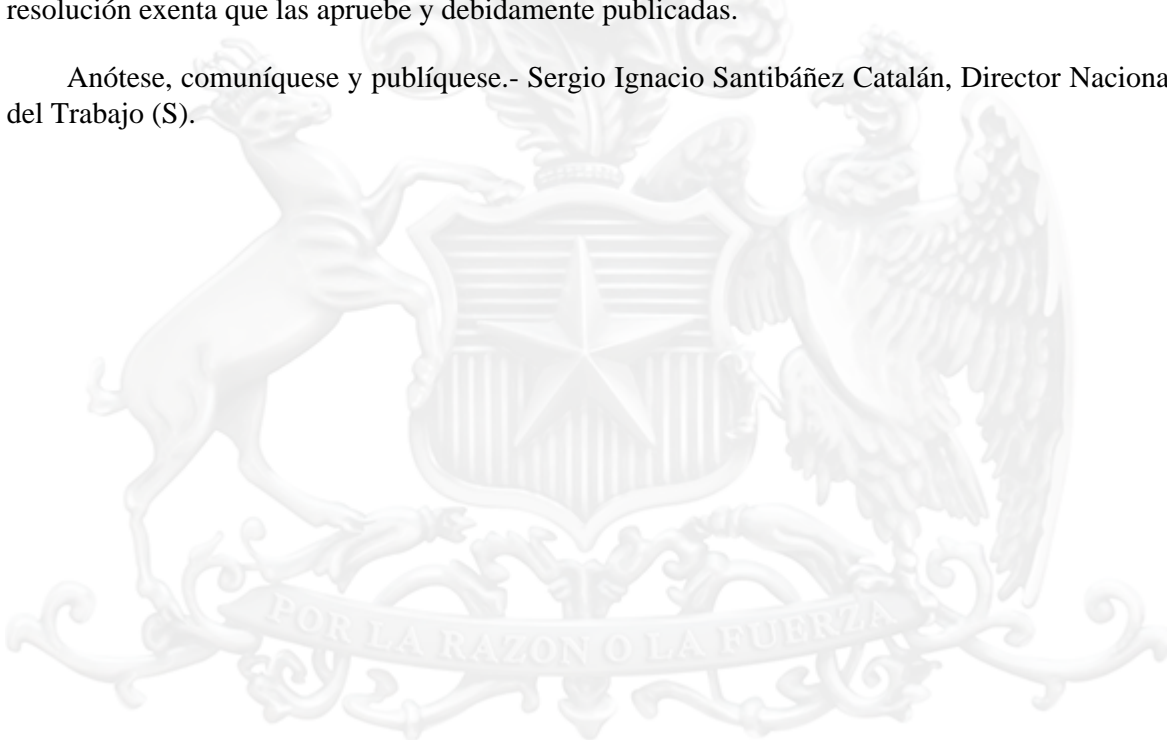 resolución exenta que las apruebe y debidamente publicadas.
Anótese, comuníquese y publíquese.- Sergio Ignacio Santibáñez Catalán, Director Naciona
del Trabajo (S).
POR LA RAZON O LA FUERZA